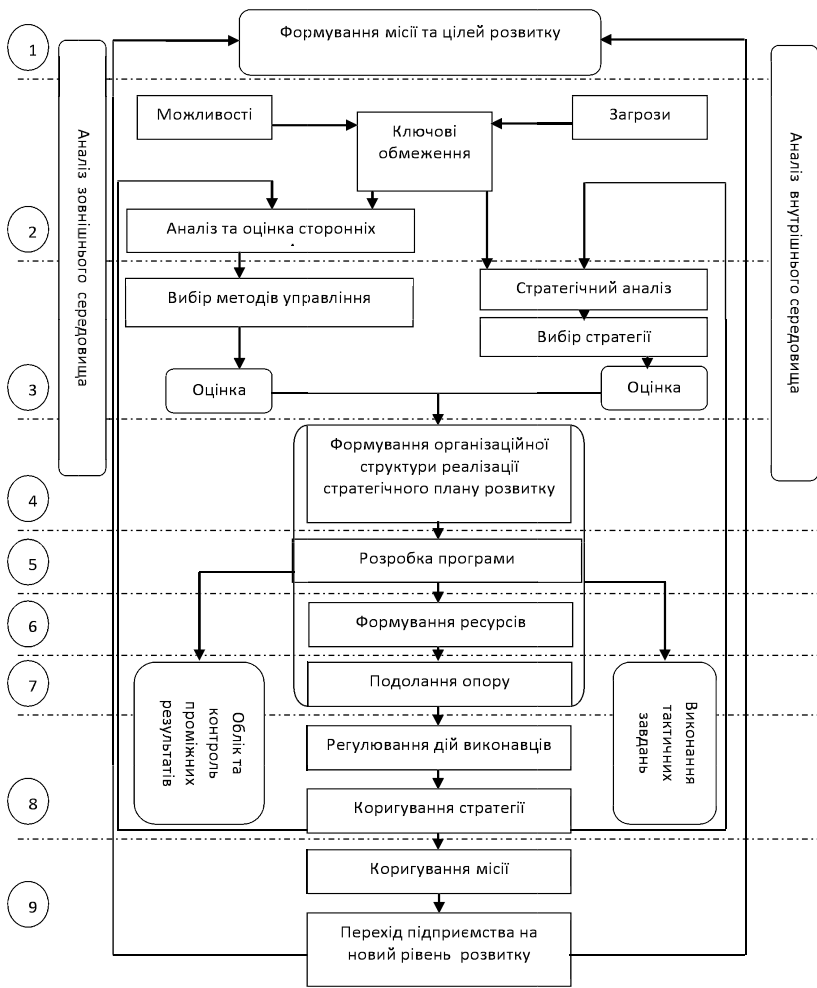 1
Формування місії та цілей розвитку
Аналіз зовнішнього середовища
Аналіз внутрішнього середовища
Можливості
Ключові
обмеження
Загрози
2
Аналіз та оцінка сторонніх
Стратегічний аналіз
Вибір методів управління
Вибір стратегії
3
Оцінка
Оцінка
Формування організаційної
структури реалізації
стратегічного плану розвитку
4
5
Розробка програми
6
Формування ресурсів
7
Подолання опору
Облік та
контроль
проміжних
результатів
Виконання
тактичних
завдань
Регулювання дій виконавців
8
Коригування стратегії
Коригування місії
9
Перехід підприємства на
новий рівень розвитку